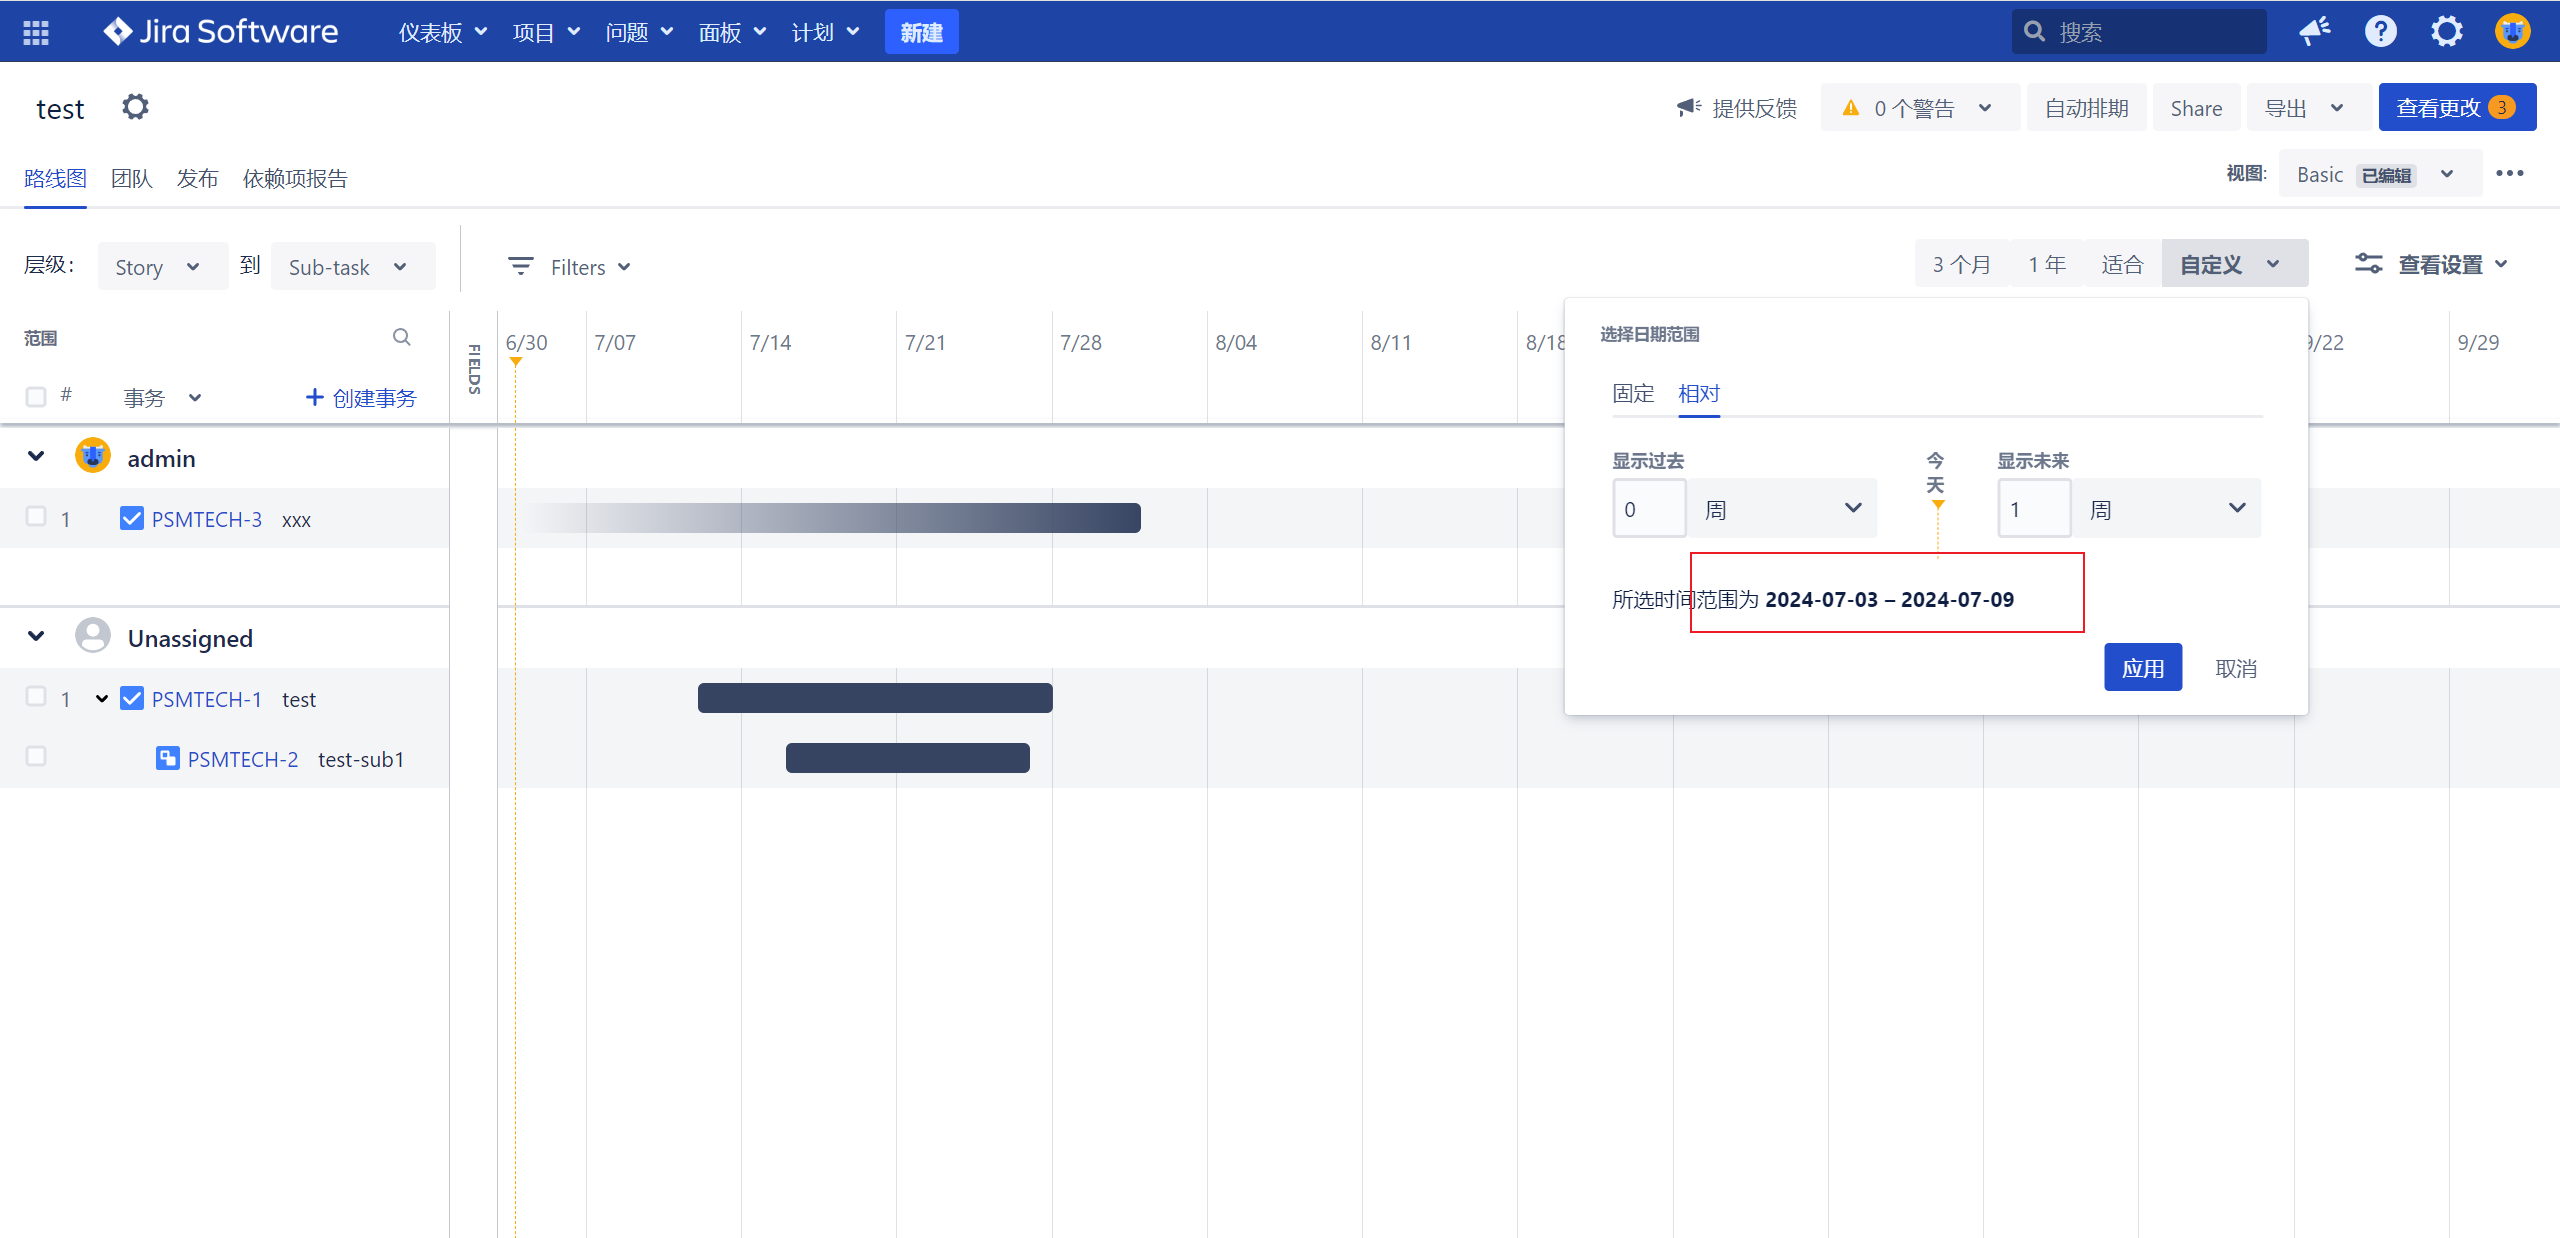 Jira Software 仪表板 项目 问题 面板 计划 新建 搜索
test 提供反馈 0 个警告 自动排期 Share 导出 查看更改 3
路线图 团队 发布 依赖项报告 视图: Basic 已编辑
层级: Story 到 Sub-task Filters 3 个月 1 年 适合 自定义 查看设置
范围 FIELDS 6/30 7/07 7/14 7/21 7/28 8/04 8/11 8/18 9/22 9/29
# 事务 + 创建事务
选择日期范围
固定 相对
显示过去 今天 显示未来
0 周 1 周
所选时间范围为 2024-07-03 – 2024-07-09
应用 取消
admin
1 PSMTECH-3 xxx
Unassigned
1 PSMTECH-1 test
PSMTECH-2 test-sub1